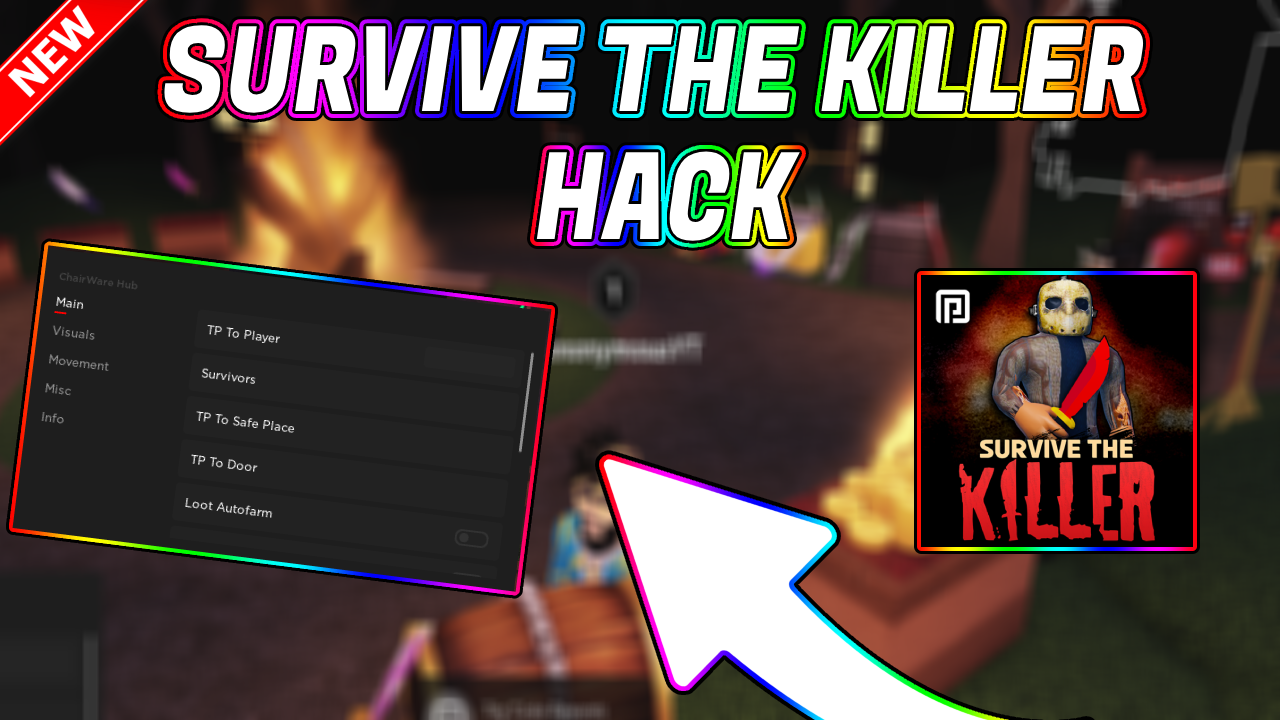 NEW
SURVIVE THE KILLER
HACK
ChairWare Hub
Main
Visuals
Movement
Misc
Info
TP To Player
Survivors
TP To Safe Place
TP To Door
Loot Autofarm
SURVIVE THE
KILLER